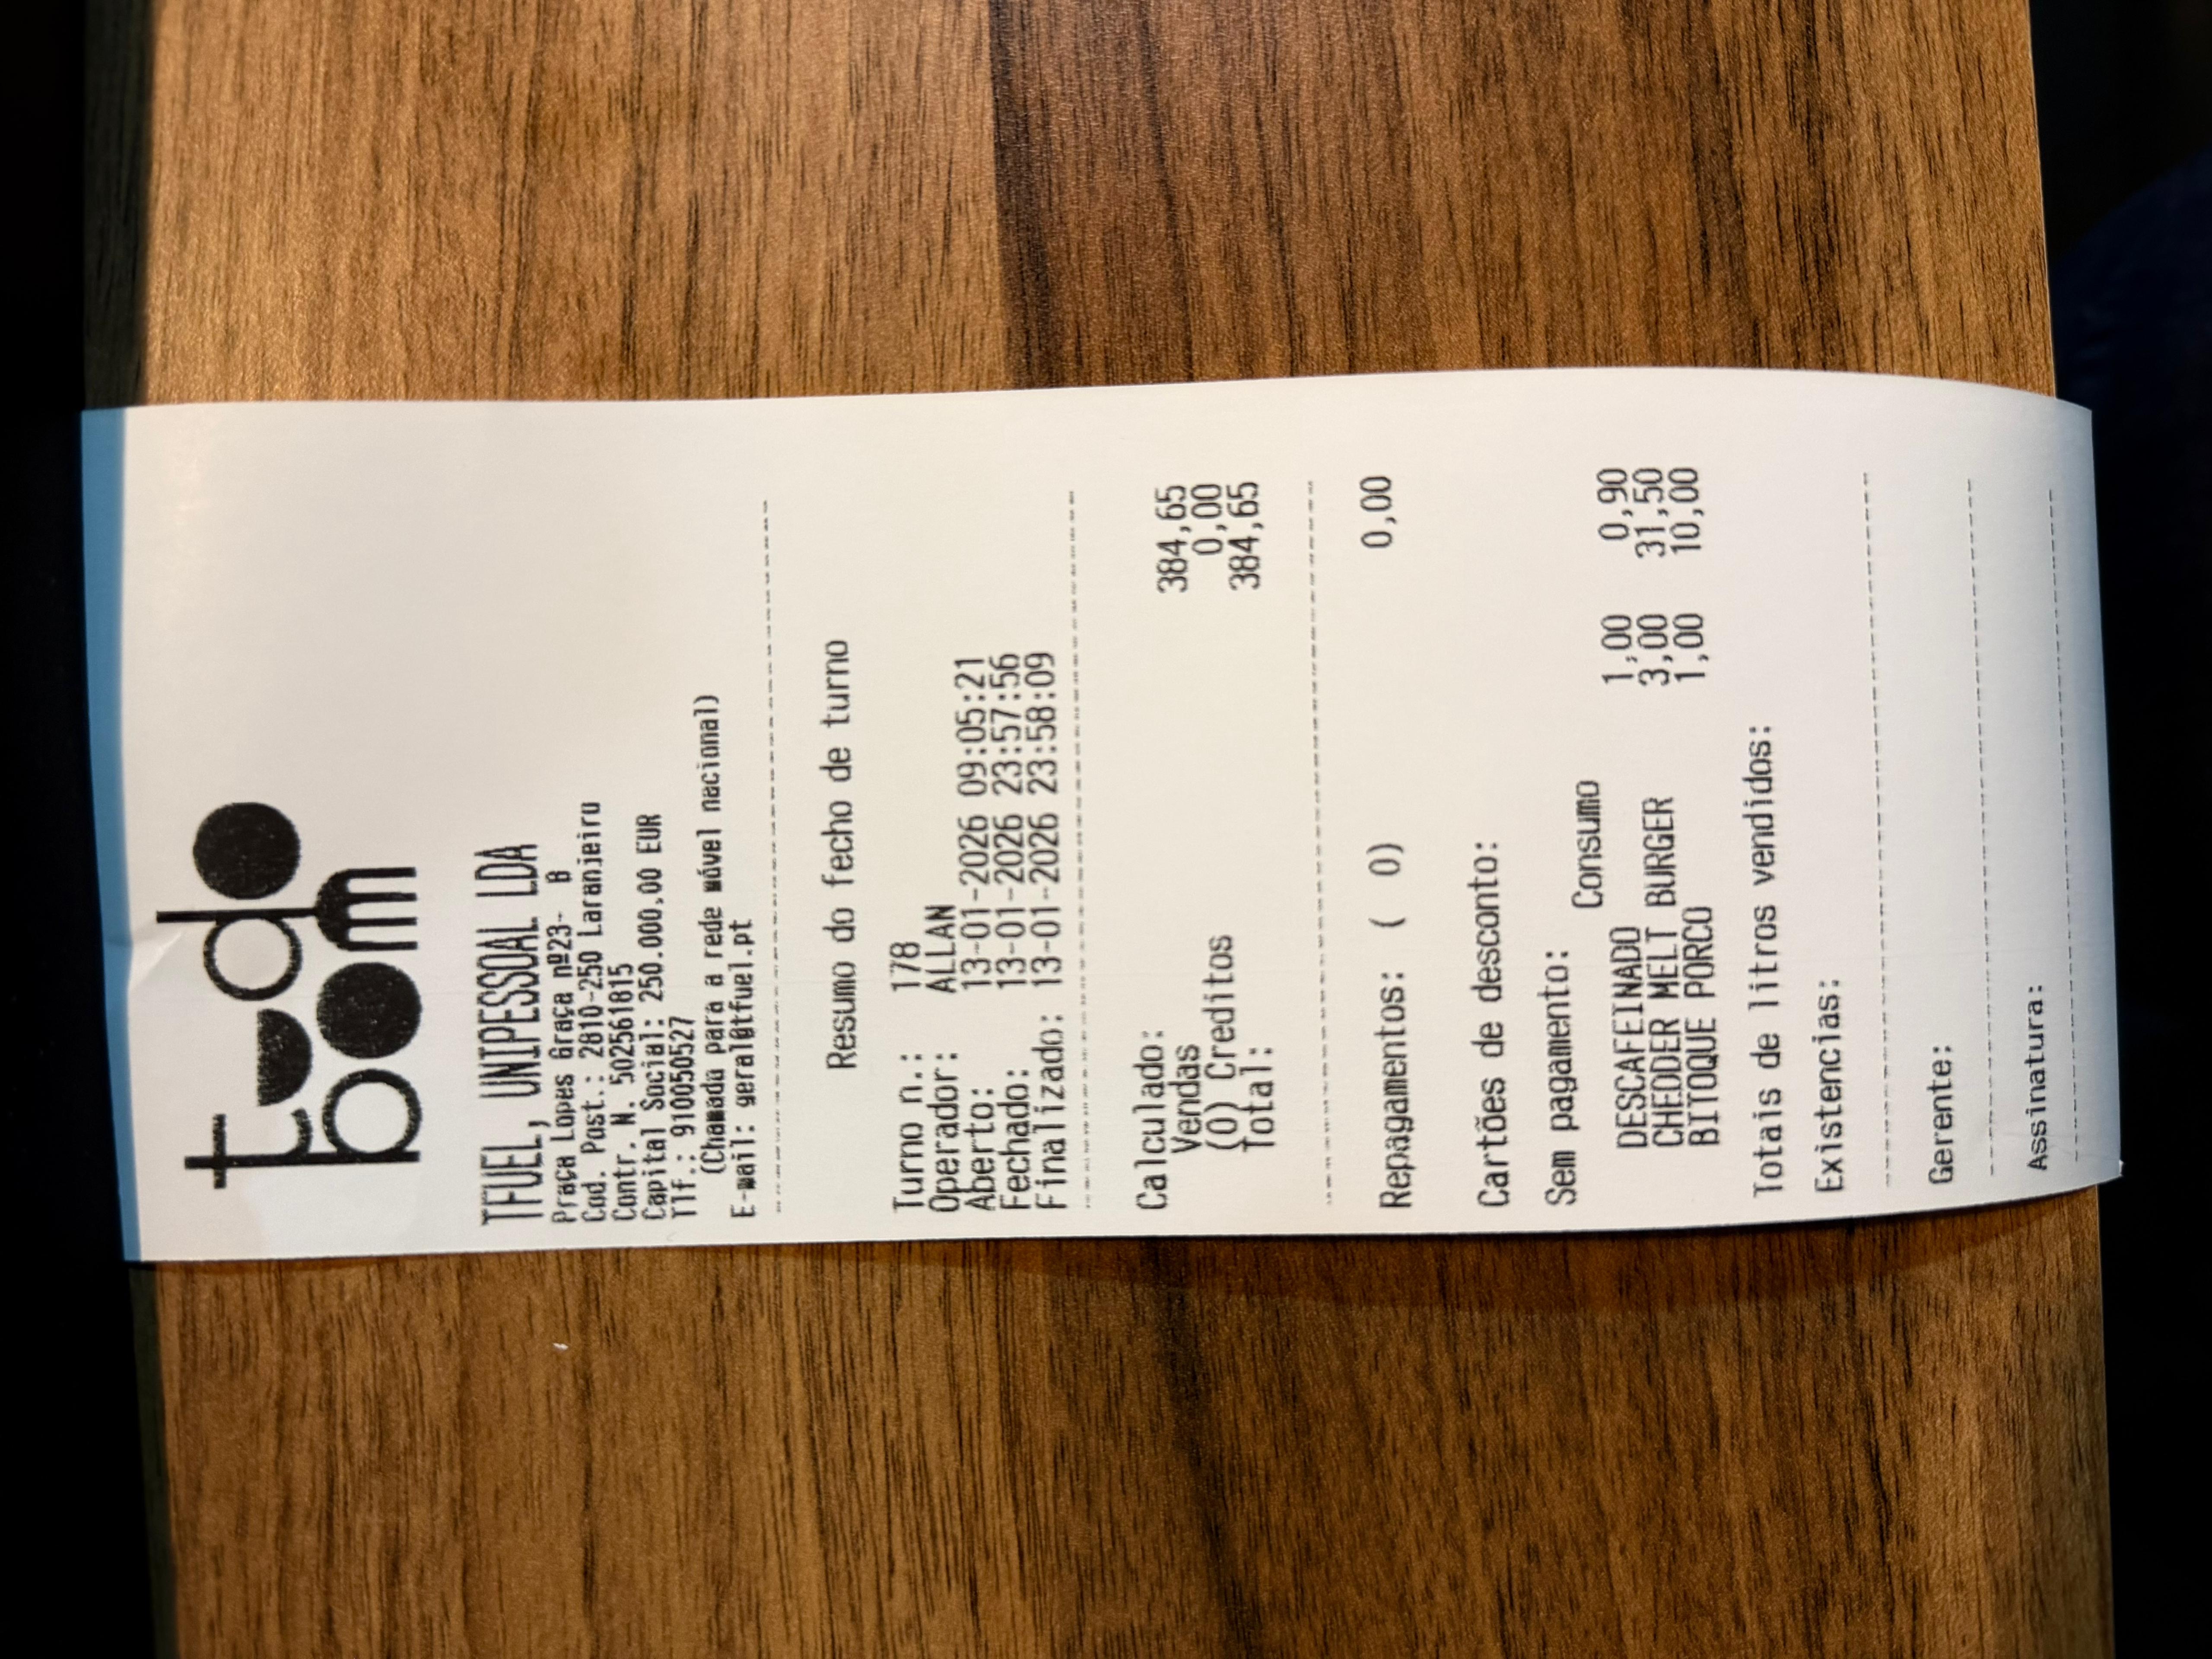 tudo
bom
TFUEL, UNIPESSOAL LDA
Praça Lopes Graça nº23- B
Cod. Post.: 2810-250 Laranjeiru
Contr. N. 502561815
Capital Social: 250.000,00 EUR
Tlf.: 910050527
(Chamada para a rede móvel nacional)
E-mail: geral@tfuel.pt
Resumo do fecho de turno
Turno n.: 178
Operador: ALLAN
Aberto: 13-01-2026 09:05:21
Fechado: 13-01-2026 23:57:56
Finalizado: 13-01-2026 23:58:09
Calculado:
Vendas 384,65
(0) Creditos 0,00
Total: 384,65
Repagamentos: ( 0) 0,00
Cartões de desconto:
Sem pagamento:
Consumo
DESCAFEINADO 1,00 0,90
CHEDDER MELT BURGER 3,00 31,50
BITOQUE PORCO 1,00 10,00
Totais de litros vendidos:
Existencias:
Gerente:
Assinatura: